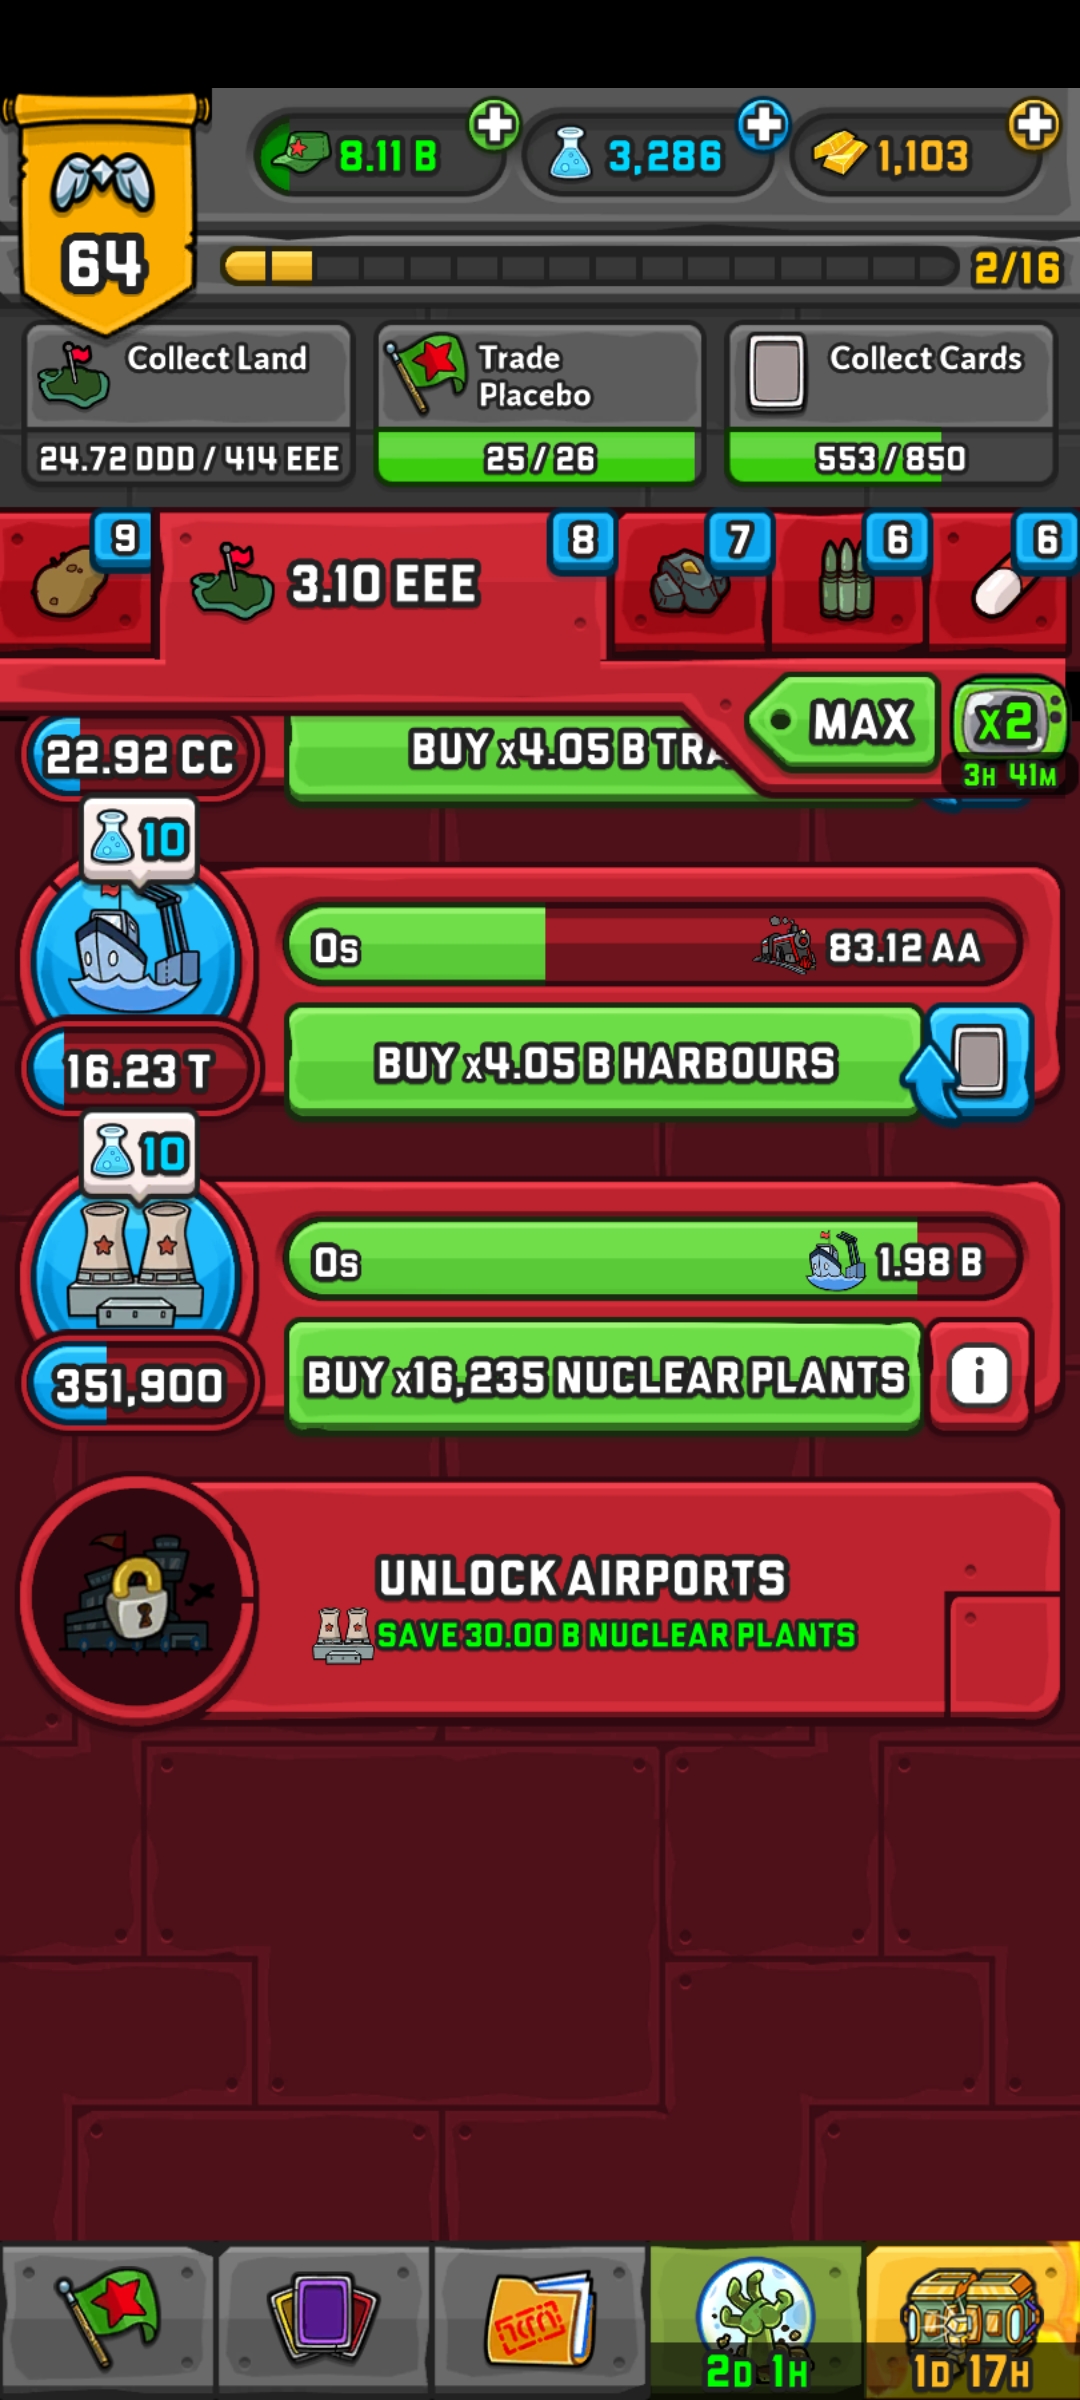 64
8.11 B
3,286
1,103
2/16
Collect Land
24.72 DDD / 414 EEE
Trade
Placebo
25 / 26
Collect Cards
553 / 850
9
3.10 EEE
8
7
6
6
MAX
x2
3H 41M
22.92 CC
BUY x4.05 B
10
0s
83.12 AA
16.23 T
BUY x4.05 B HARBOURS
10
0s
1.98 B
351,900
BUY x16,235 NUCLEAR PLANTS
i
UNLOCK AIRPORTS
SAVE 30.00 B NUCLEAR PLANTS
2D 1H
1D 17H